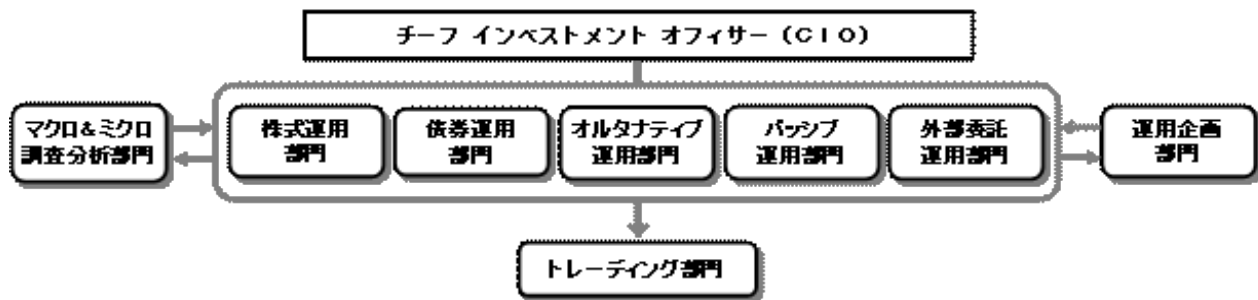 チーフ インベストメント オフィサー (CIO)
マクロ&ミクロ
調査分析部門
株式運用
部門
債券運用
部門
オルタナティブ
運用部門
パッシブ
運用部門
外部委託
運用部門
運用企画
部門
トレーディング部門